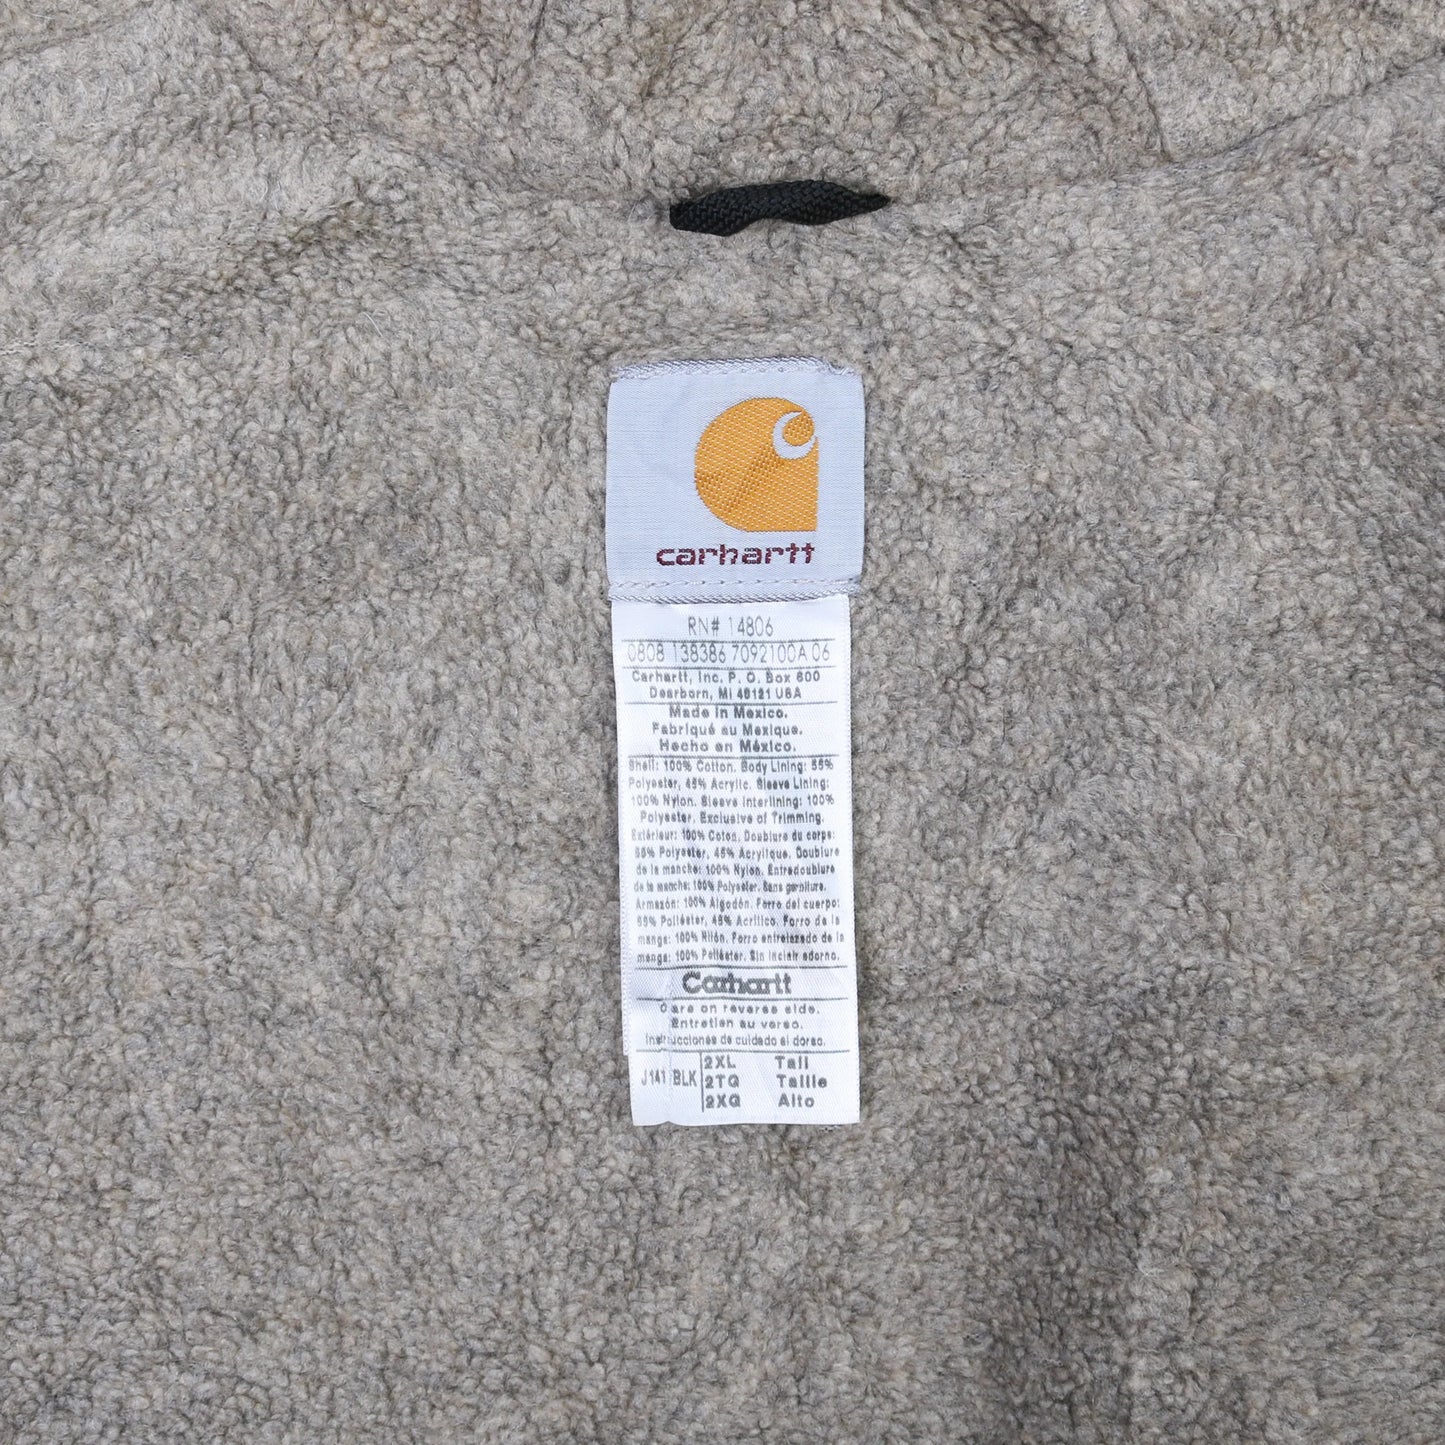 carhartt
RN# 14806
0808 138386 7092100A 06
Carhartt, Inc. P. O. Box 600
Dearborn, MI 48121 USA
Made in Mexico.
Fabriqué au Mexique.
Hecho en México.
Shell: 100% Cotton. Body Lining: 55%
Polyester, 45% Acrylic. Sleeve Lining:
100% Nylon. Sleeve Interlining: 100%
Polyester. Exclusive of Trimming.
Extérieur: 100% Coton. Doublure du corps:
55% Polyester, 45% Acrylique. Doublure
de la manche: 100% Nylon. Entredoublure
de la manche: 100% Polyester. Sans garniture.
Armazón: 100% Algodón. Forro del cuerpo:
55% Poliéster, 45% Acrílico. Forro de la
manga: 100% Nilón. Forro entrelazado de la
manga: 100% Poliéster. Sin incluir adorno.
Carhartt
Care on reverse side.
Entretien au verso.
Instrucciones de cuidado al dorso.
J141 BLK 2XL Tall
2TG Taille
2XG Alto